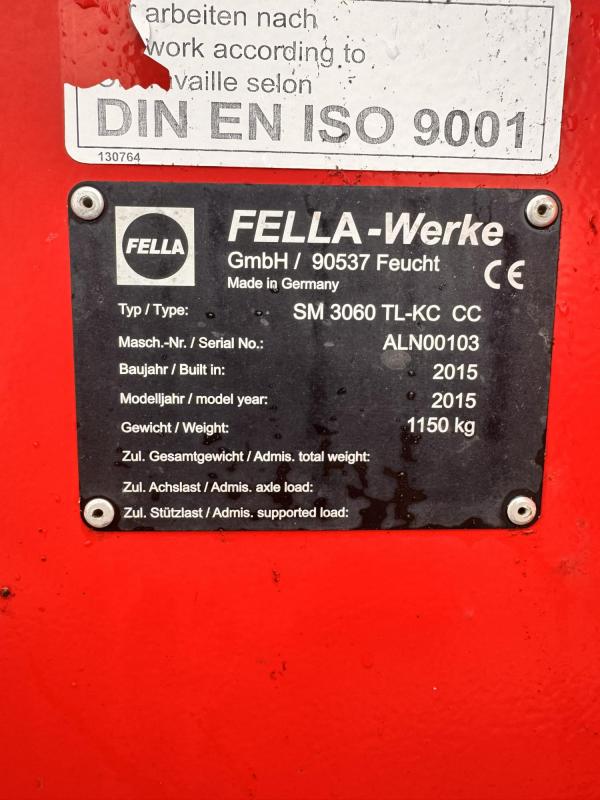 arbeiten nach
work according to
availle selon
DIN EN ISO 9001
130764
FELLA
FELLA-Werke
GmbH / 90537 Feucht
Made in Germany
CE
Typ / Type: SM 3060 TL-KC CC
Masch.-Nr. / Serial No.: ALN00103
Baujahr / Built in: 2015
Modelljahr / model year: 2015
Gewicht / Weight: 1150 kg
Zul. Gesamtgewicht / Admis. total weight:
Zul. Achslast / Admis. axle load:
Zul. Stützlast / Admis. supported load: